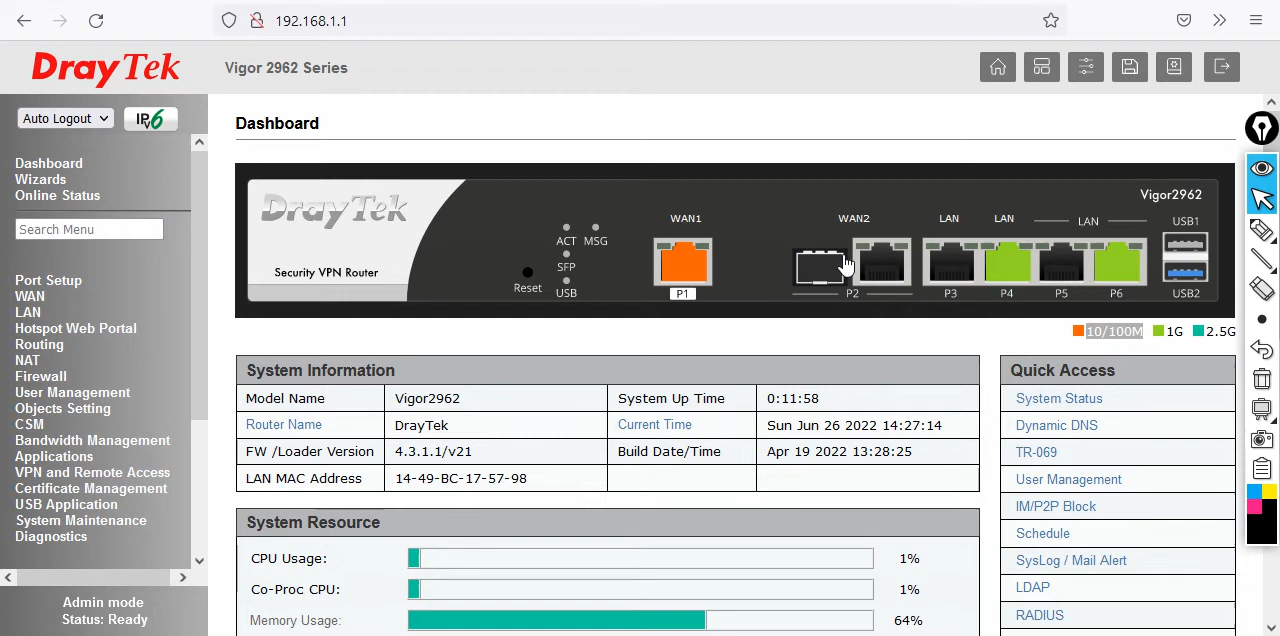 192.168.1.1
DrayTek
Vigor 2962 Series
Auto Logout
IPv6
Dashboard
Wizards
Online Status
Search Menu
Port Setup
WAN
LAN
Hotspot Web Portal
Routing
NAT
Firewall
User Management
Objects Setting
CSM
Bandwidth Management
Applications
VPN and Remote Access
Certificate Management
USB Application
System Maintenance
Diagnostics
Admin mode
Status: Ready
Dashboard
DrayTek
Security VPN Router
Vigor2962
Reset
ACT MSG
SFP
USB
WAN1
WAN2
LAN
LAN
LAN
USB1
P1
P2
P3
P4
P5
P6
USB2
10/100M 1G 2.5G
System Information
Model Name Vigor2962 System Up Time 0:11:58
Router Name DrayTek Current Time Sun Jun 26 2022 14:27:14
FW /Loader Version 4.3.1.1/v21 Build Date/Time Apr 19 2022 13:28:25
LAN MAC Address 14-49-BC-17-57-98
System Resource
CPU Usage: 1%
Co-Proc CPU: 1%
Memory Usage: 64%
Quick Access
System Status
Dynamic DNS
TR-069
User Management
IM/P2P Block
Schedule
SysLog / Mail Alert
LDAP
RADIUS